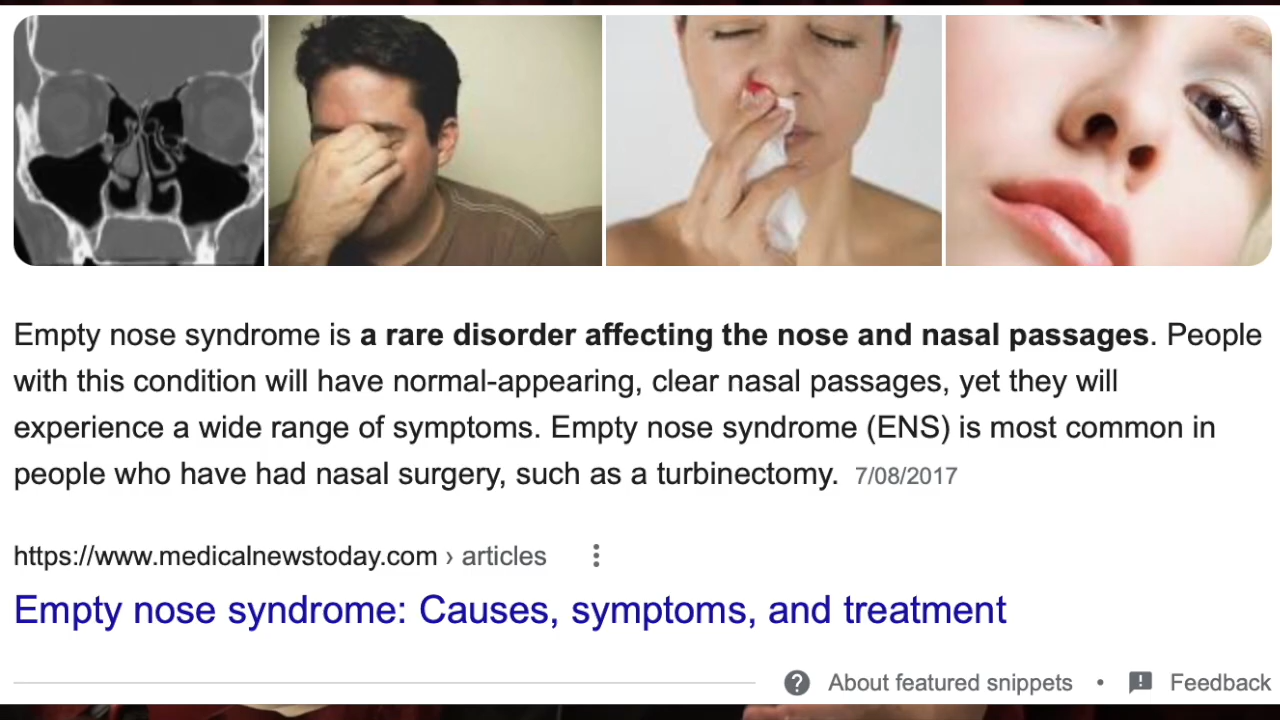 Empty nose syndrome is a rare disorder affecting the nose and nasal passages. People
with this condition will have normal-appearing, clear nasal passages, yet they will
experience a wide range of symptoms. Empty nose syndrome (ENS) is most common in
people who have had nasal surgery, such as a turbinectomy. 7/08/2017
https://www.medicalnewstoday.com › articles
Empty nose syndrome: Causes, symptoms, and treatment
About featured snippets • Feedback